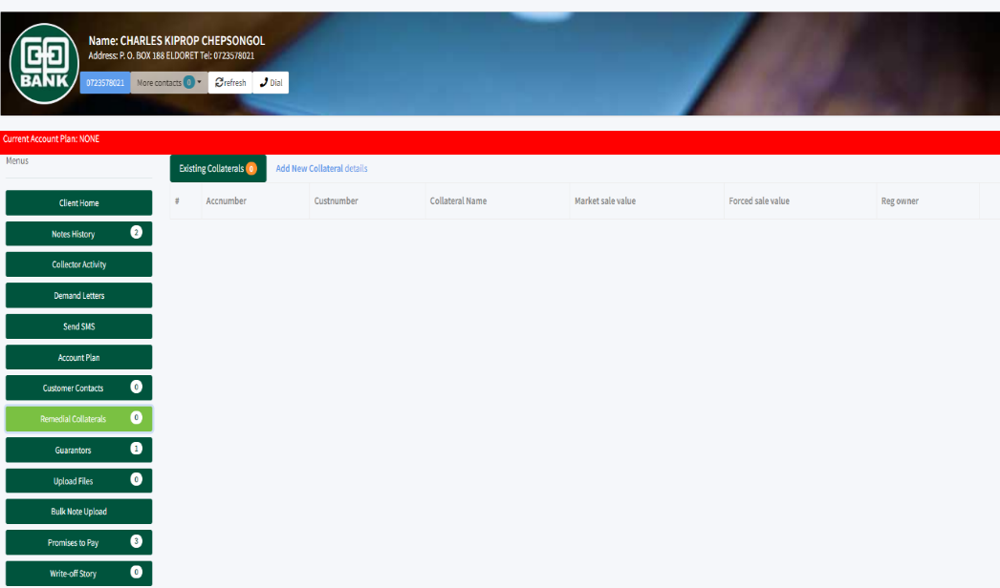 BANK
Name: CHARLES KIPROP CHEPSONGOL
Address: P. O. BOX 188 ELDORET Tel: 0723578021
0723578021 More contacts 0 refresh Dial
Current Account Plan: NONE
Menus
Existing Collaterals 0 Add New Collateral details
# Accnumber Custnumber Collateral Name Market sale value Forced sale value Reg owner
Client Home
Notes History 2
Collector Activity
Demand Letters
Send SMS
Account Plan
Customer Contacts 0
Remedial Collaterals 0
Guarantors 1
Upload Files 0
Bulk Note Upload
Promises to Pay 3
Write-off Story 0